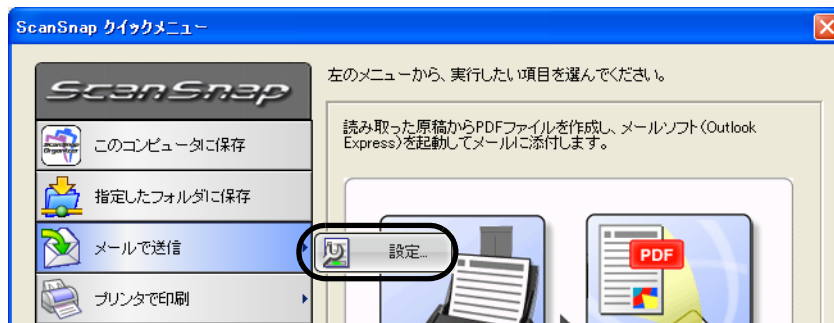 ScanSnap クイックメニュー
ScanSnap
左のメニューから、実行したい項目を選んでください。
このコンピュータに保存
指定したフォルダに保存
メールで送信
プリンタで印刷
設定...
読み取った原稿からPDFファイルを作成し、メールソフト(Outlook
Express)を起動してメールに添付します。
PDF